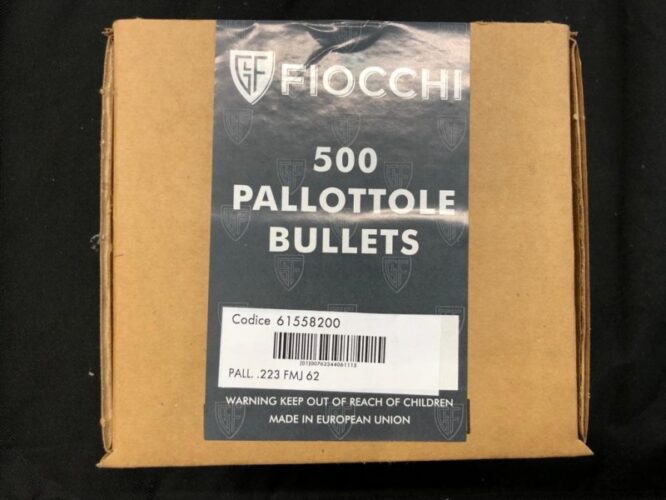 GSF FIOCCHI
500
PALLOTTOLE
BULLETS
Codice 61558200
PALL. .223 FMJ 62
WARNING KEEP OUT OF REACH OF CHILDREN
MADE IN EUROPEAN UNION